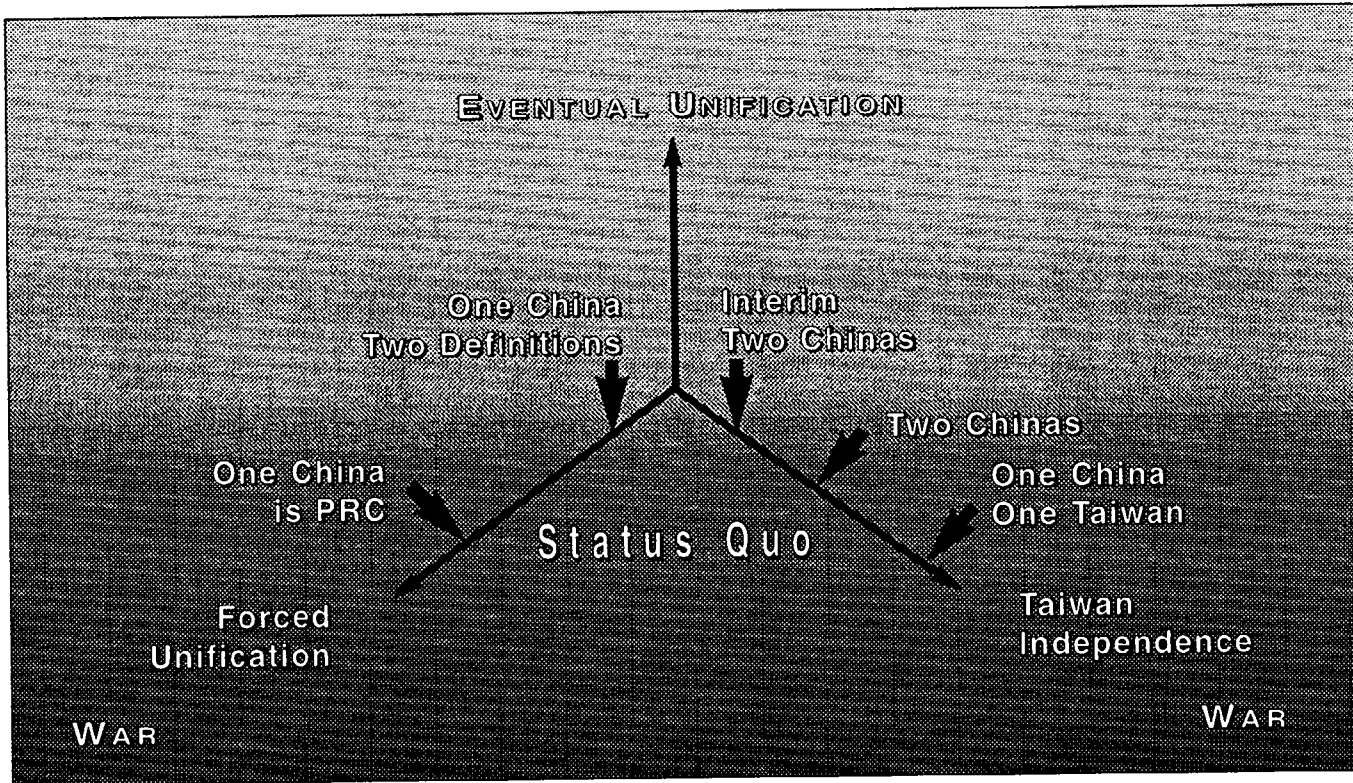 EVENTUAL UNIFICATION
One China
Two Definitions
Interim
Two Chinas
Two Chinas
One China
is PRC
One China
One Taiwan
Status Quo
Forced
Unification
Taiwan
Independence
WAR
WAR